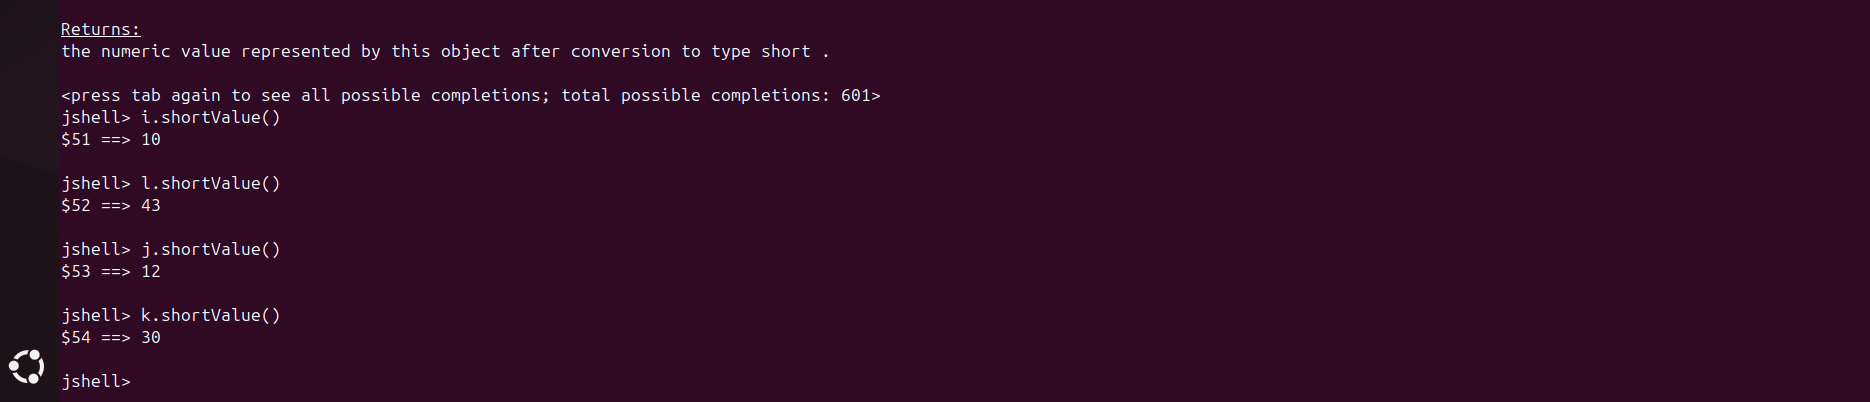 Returns:
the numeric value represented by this object after conversion to type short .
<press tab again to see all possible completions; total possible completions: 601>
jshell> i.shortValue()
$51 ==> 10
jshell> l.shortValue()
$52 ==> 43
jshell> j.shortValue()
$53 ==> 12
jshell> k.shortValue()
$54 ==> 30
jshell>